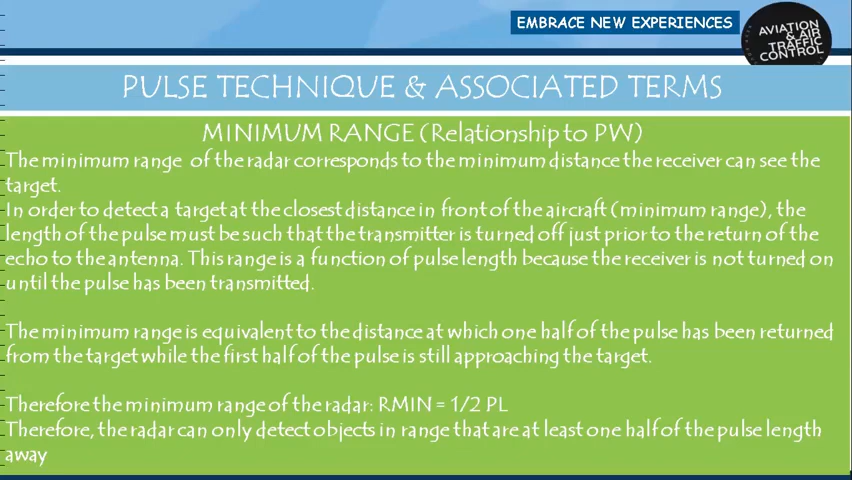 EMBRACE NEW EXPERIENCES
AVIATION
& AIR
TRAFFIC
CONTROL
PULSE TECHNIQUE & ASSOCIATED TERMS
MINIMUM RANGE (Relationship to PW)
The minimum range of the radar corresponds to the minimum distance the receiver can see the
target.
In order to detect a target at the closest distance in front of the aircraft (minimum range), the
length of the pulse must be such that the transmitter is turned off just prior to the return of the
echo to the antenna. This range is a function of pulse length because the receiver is not turned on
until the pulse has been transmitted.
The minimum range is equivalent to the distance at which one half of the pulse has been returned
from the target while the first half of the pulse is still approaching the target.
Therefore the minimum range of the radar: RMIN = 1/2 PL
Therefore, the radar can only detect objects in range that are at least one half of the pulse length
away